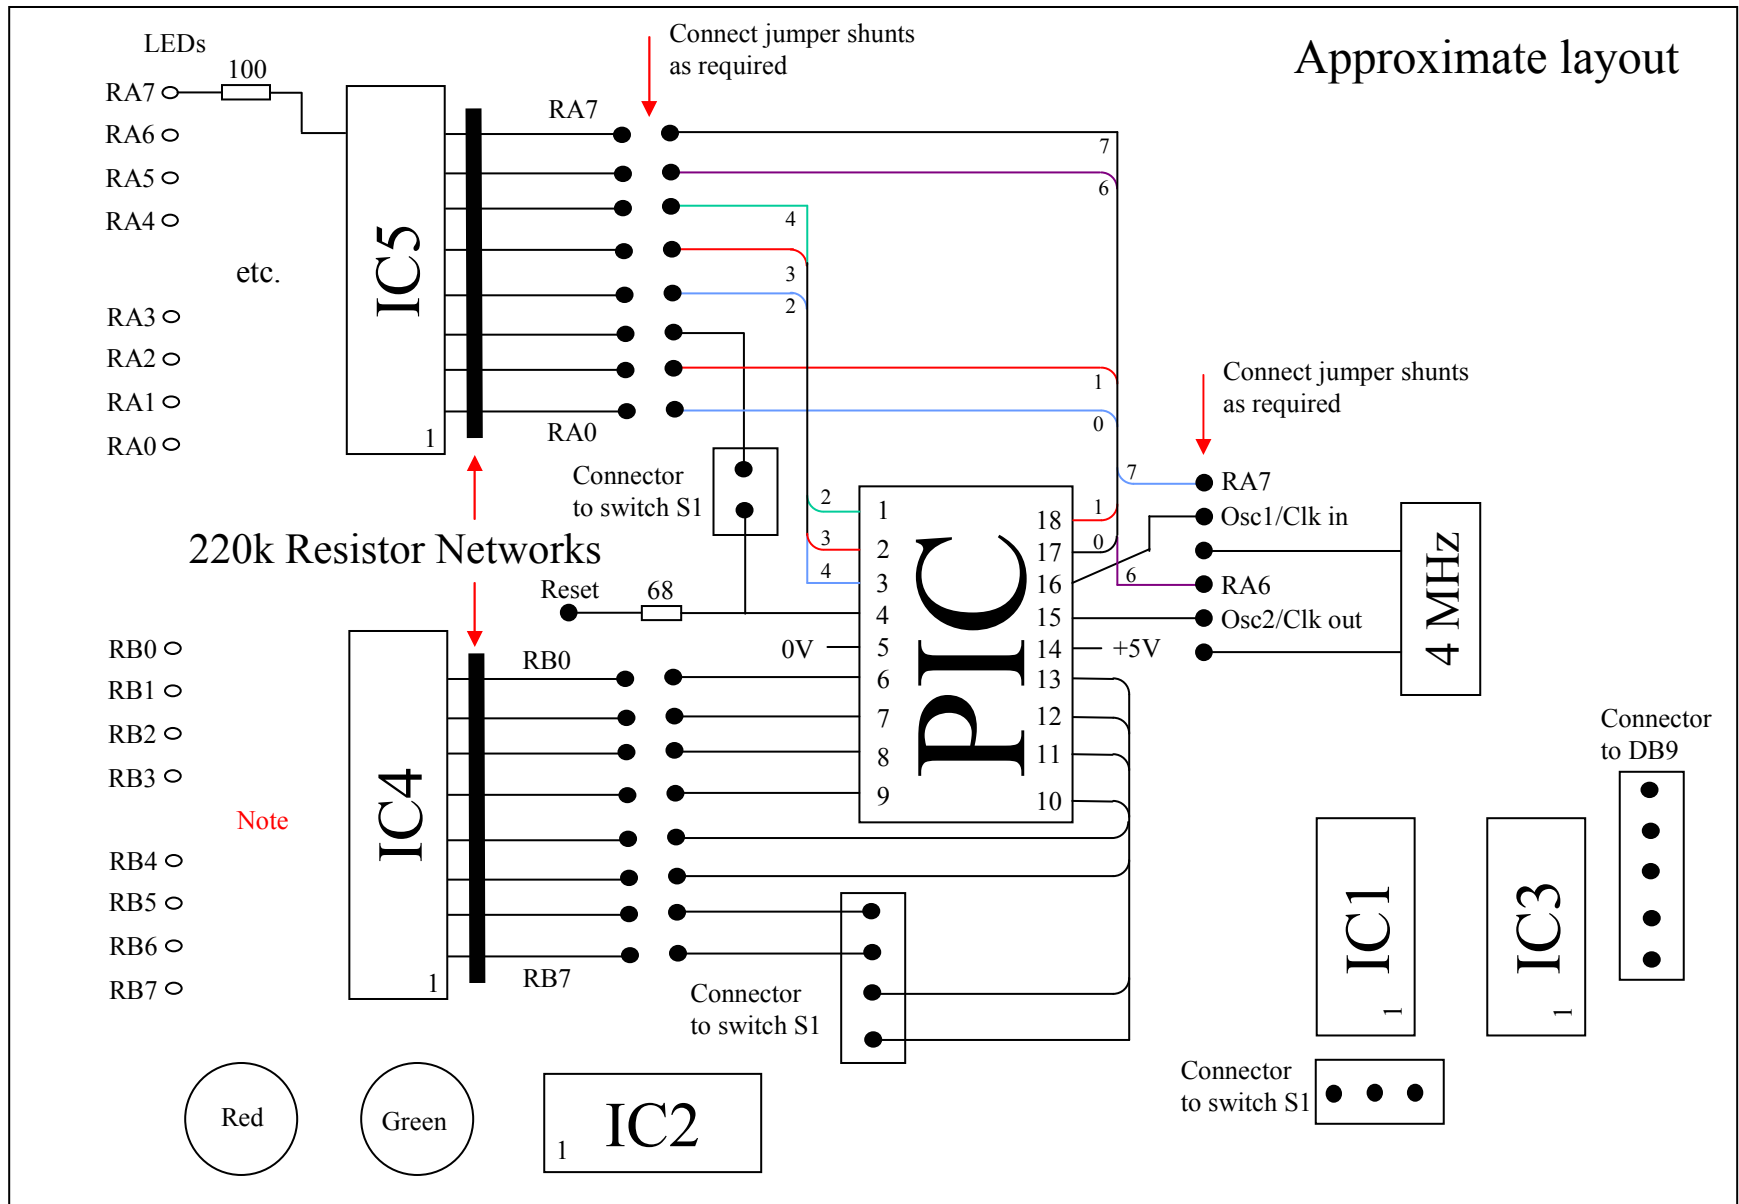 Approximate layout
LEDs
100
Connect jumper shunts
as required
RA7
RA6
RA5
RA4
etc.
RA3
RA2
RA1
RA0
IC5
1
RA7
RA0
7
6
4
3
2
1
0
Connector
to switch S1
220k Resistor Networks
Reset
68
0V
2
3
4
PIC
1
2
3
4
5
6
7
8
9
18
17
16
15
14
13
12
11
10
1
0
7
6
+5V
Connect jumper shunts
as required
RA7
Osc1/Clk in
RA6
Osc2/Clk out
4 MHz
RB0
RB1
RB2
RB3
Note
RB4
RB5
RB6
RB7
IC4
1
RB0
RB7
Connector
to switch S1
Connector
to DB9
IC1
1
IC3
1
Connector
to switch S1
Red
Green
IC2
1